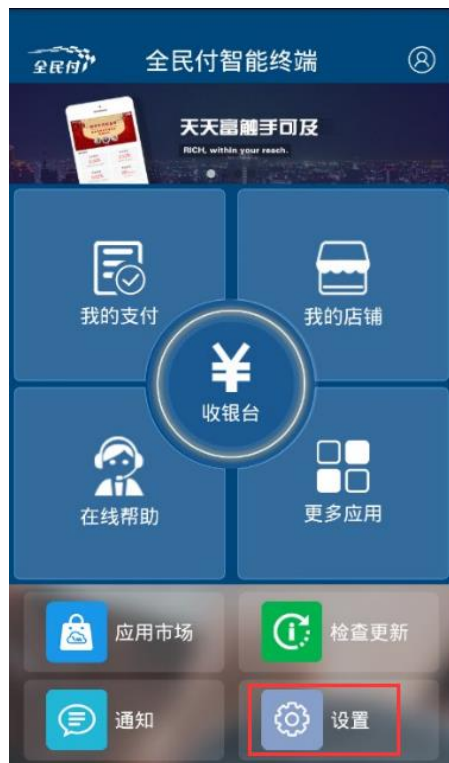 全民付
全民付智能终端
天天富触手可及
RICH, within your reach.
我的支付
我的店铺
¥
收银台
在线帮助
更多应用
应用市场
检查更新
通知
设置